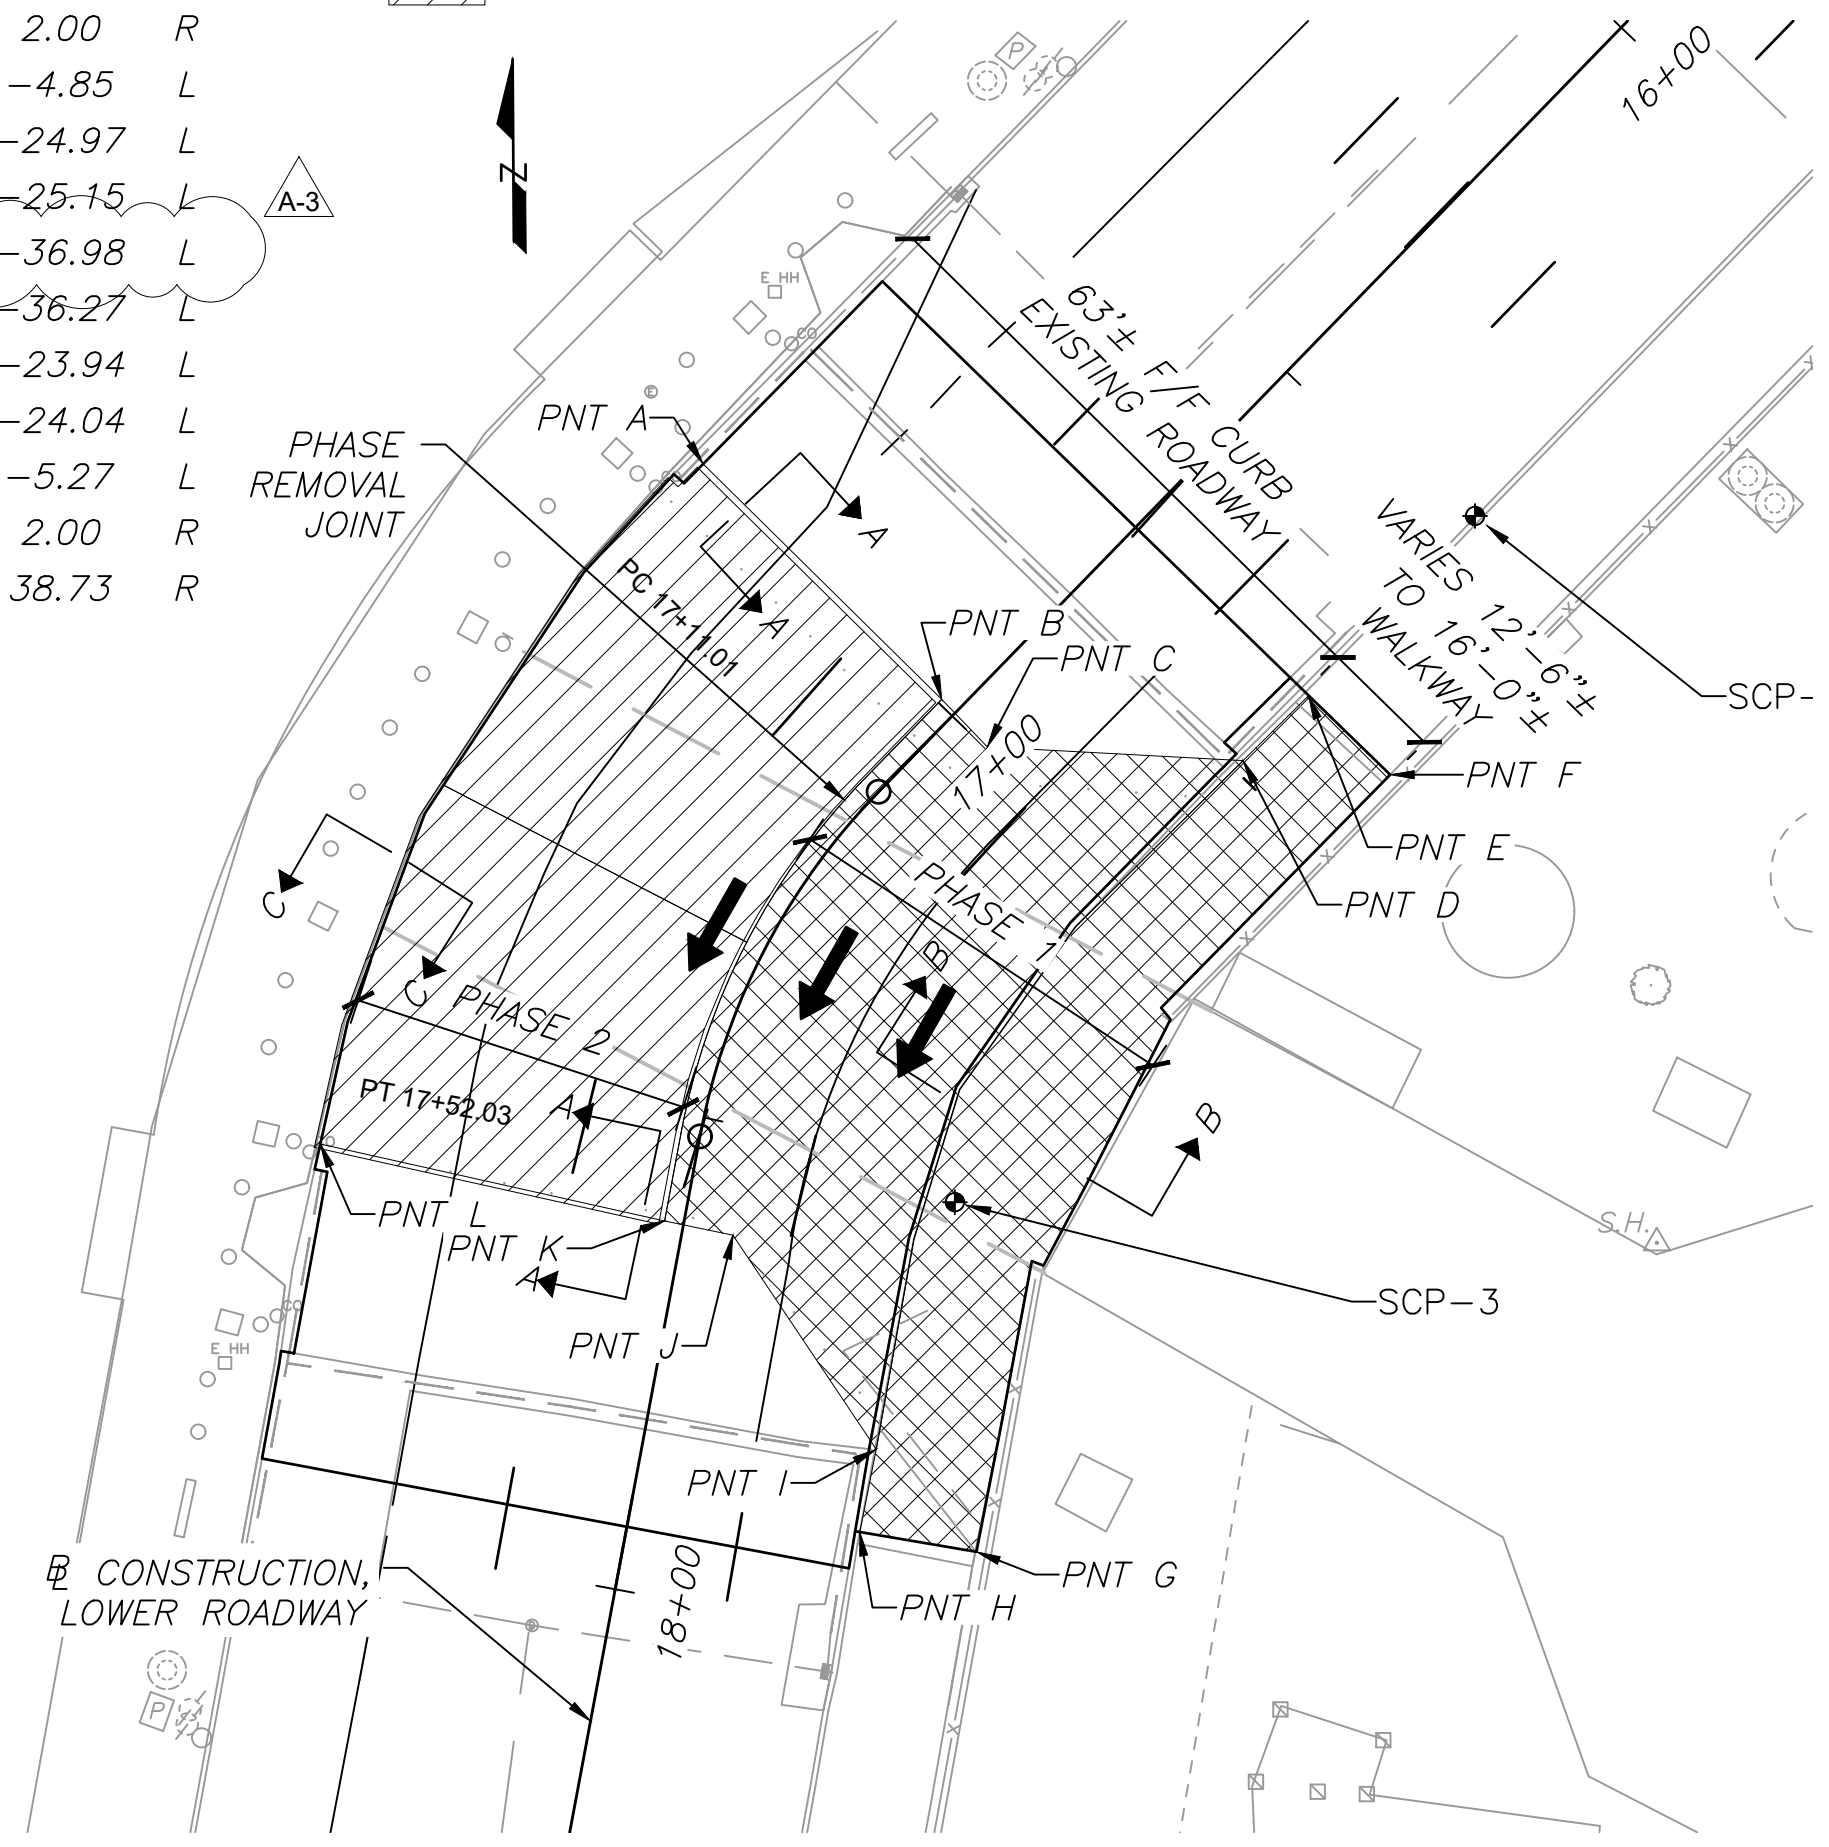 2.00 R
-4.85 L
-24.97 L
-25.15 L
A-3
-36.98 L
-36.27 L
-23.94 L
-24.04 L
-5.27 L
2.00 R
38.73 R
N
P
16+00
E HH
CO
63'± F/F CURB
EXISTING ROADWAY
PNT A
PHASE
REMOVAL
JOINT
E
A
A
PC 17+11.01
PNT B
PNT C
17+00
VARIES 12'-6"±
TO 16'-0"±
WALKWAY
SCP-
PNT F
PNT E
PNT D
PHASE 1
C
C
B
B
PHASE 2
PT 17+52.03
A
PNT L
PNT K
A
S.H.
SCP-3
CO
E HH
PNT J
PNT I
PNT G
PNT H
18+00
BL CONSTRUCTION,
LOWER ROADWAY
P